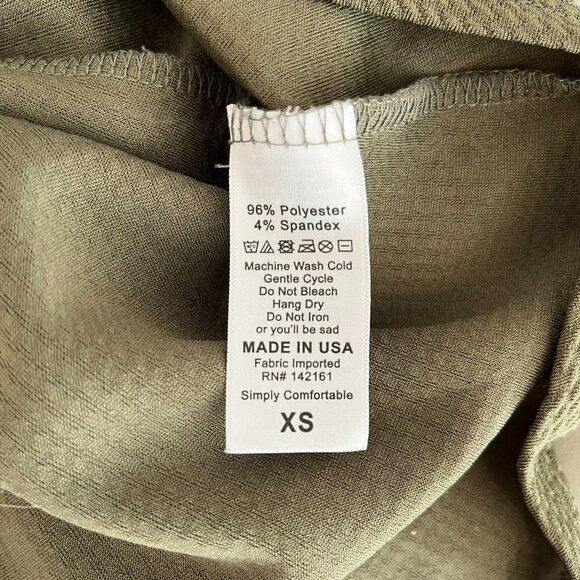 96% Polyester
4% Spandex
Machine Wash Cold
Gentle Cycle
Do Not Bleach
Hang Dry
Do Not Iron
or you'll be sad
MADE IN USA
Fabric Imported
RN# 142161
Simply Comfortable
XS